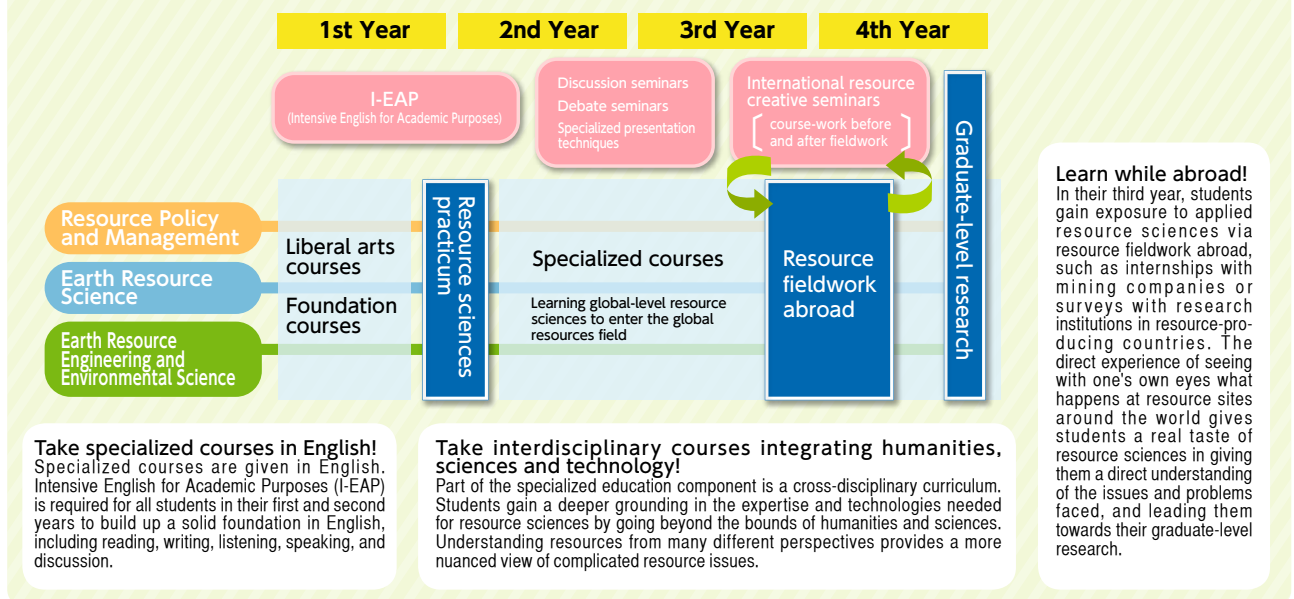 1st Year
2nd Year
3rd Year
4th Year
I-EAP
(Intensive English for Academic Purposes)
Discussion seminars
Debate seminars
Specialized presentation
techniques
International resource
creative seminars
[ course-work before
and after fieldwork ]
Resource Policy
and Management
Earth Resource
Science
Earth Resource
Engineering and
Environmental Science
Liberal arts
courses
Foundation
courses
Resource sciences
practicum
Specialized courses
Learning global-level resource
sciences to enter the global
resources field
Resource
fieldwork
abroad
Graduate-level research
Take specialized courses in English!
Specialized courses are given in English.
Intensive English for Academic Purposes (I-EAP)
is required for all students in their first and second
years to build up a solid foundation in English,
including reading, writing, listening, speaking, and
discussion.
Take interdisciplinary courses integrating humanities,
sciences and technology!
Part of the specialized education component is a cross-disciplinary curriculum.
Students gain a deeper grounding in the expertise and technologies needed
for resource sciences by going beyond the bounds of humanities and sciences.
Understanding resources from many different perspectives provides a more
nuanced view of complicated resource issues.
Learn while abroad!
In their third year, students
gain exposure to applied
resource sciences via
resource fieldwork abroad,
such as internships with
mining companies or
surveys with research
institutions in resource-pro-
ducing countries. The
direct experience of seeing
with one's own eyes what
happens at resource sites
around the world gives
students a real taste of
resource sciences in giving
them a direct understanding
of the issues and problems
faced, and leading them
towards their graduate-level
research.